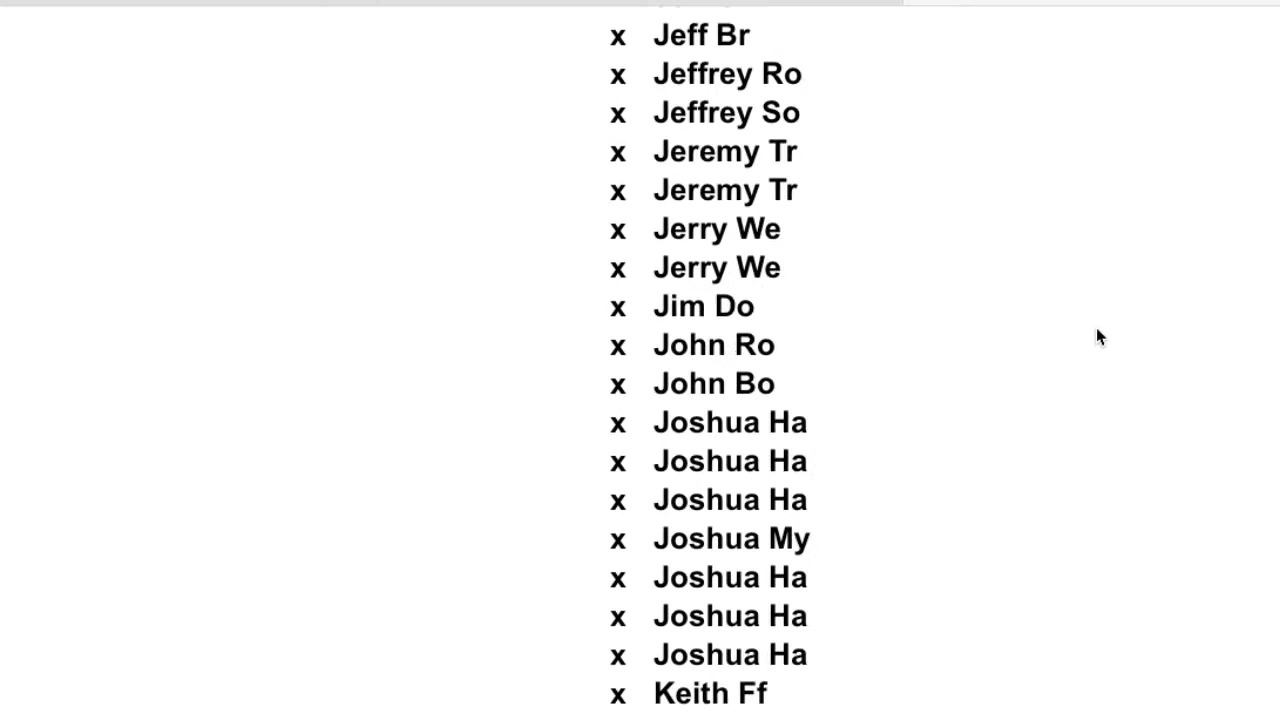 x Jeff Br
x Jeffrey Ro
x Jeffrey So
x Jeremy Tr
x Jeremy Tr
x Jerry We
x Jerry We
x Jim Do
x John Ro
x John Bo
x Joshua Ha
x Joshua Ha
x Joshua Ha
x Joshua My
x Joshua Ha
x Joshua Ha
x Joshua Ha
x Keith Ff